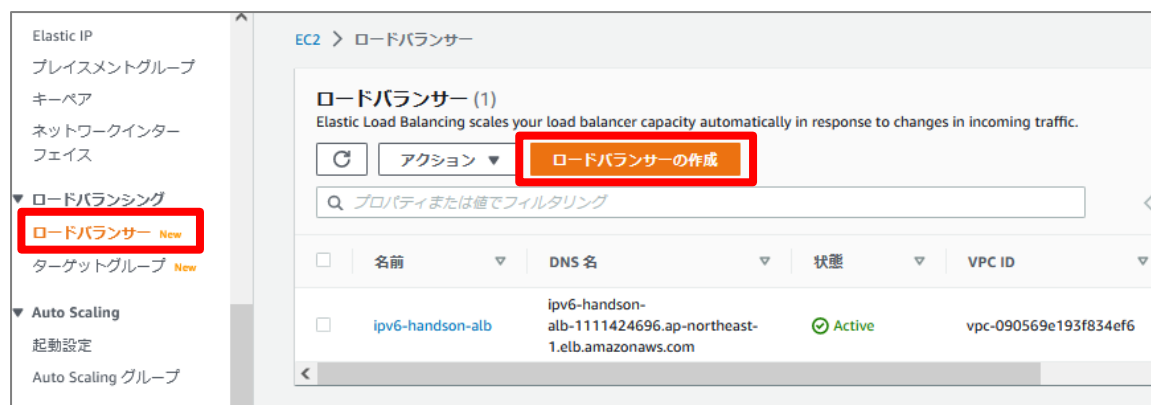 Elastic IP
プレイスメントグループ
キーペア
ネットワークインター
フェイス
▼ ロードバランシング
ロードバランサー New
ターゲットグループ New
▼ Auto Scaling
起動設定
Auto Scaling グループ
EC2 > ロードバランサー
ロードバランサー (1)
Elastic Load Balancing scales your load balancer capacity automatically in response to changes in incoming traffic.
アクション ▼ ロードバランサーの作成
プロパティまたは値でフィルタリング
名前 DNS 名 状態 VPC ID
ipv6-handson-
ipv6-handson-alb alb-1111424696.ap-northeast- Active vpc-090569e193f834ef6
1.elb.amazonaws.com